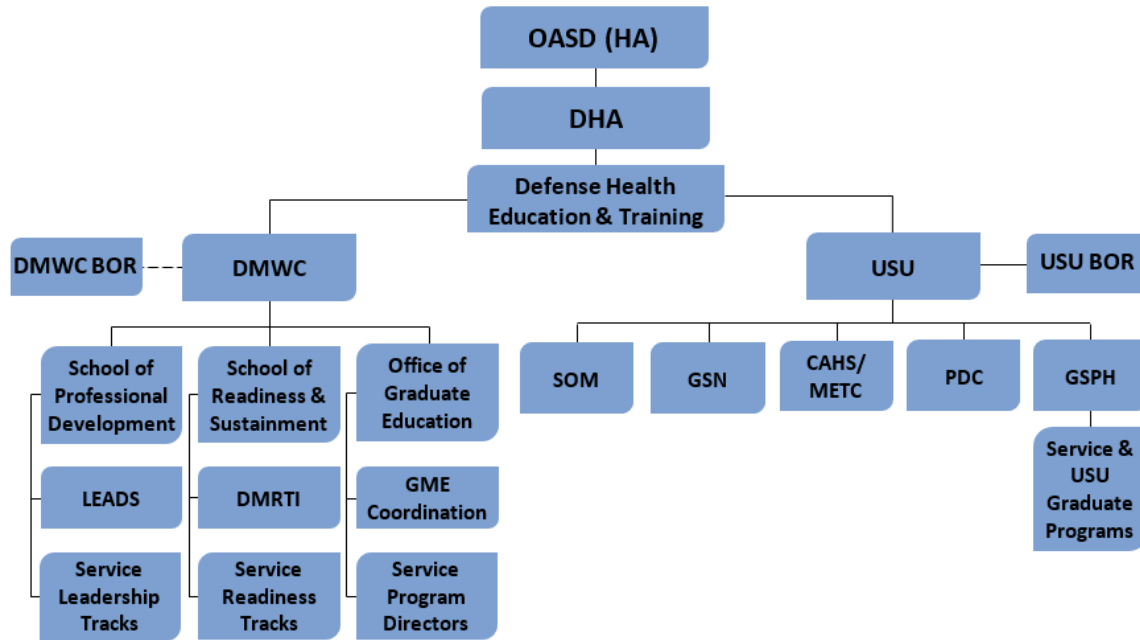 OASD (HA)
DHA
Defense Health
Education & Training
DMWC BOR
DMWC
USU
USU BOR
School of
Professional
Development
School of
Readiness &
Sustainment
Office of
Graduate
Education
SOM
GSN
CAHS/
METC
PDC
GSPH
LEADS
DMRTI
GME
Coordination
Service &
USU
Graduate
Programs
Service
Leadership
Tracks
Service
Readiness
Tracks
Service
Program
Directors